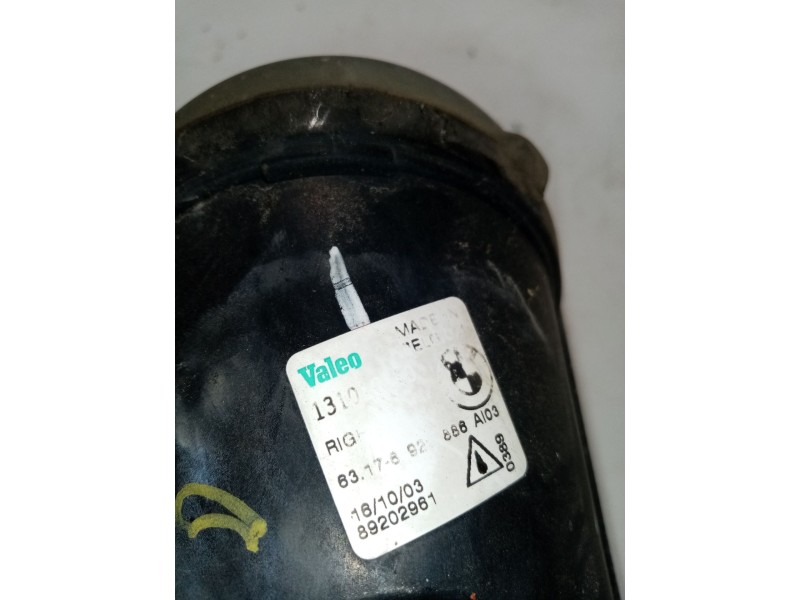 MADE IN
Valeo
1310
RIGH
63.17-6 92 886 AI03
0389
16/10/03
89202961